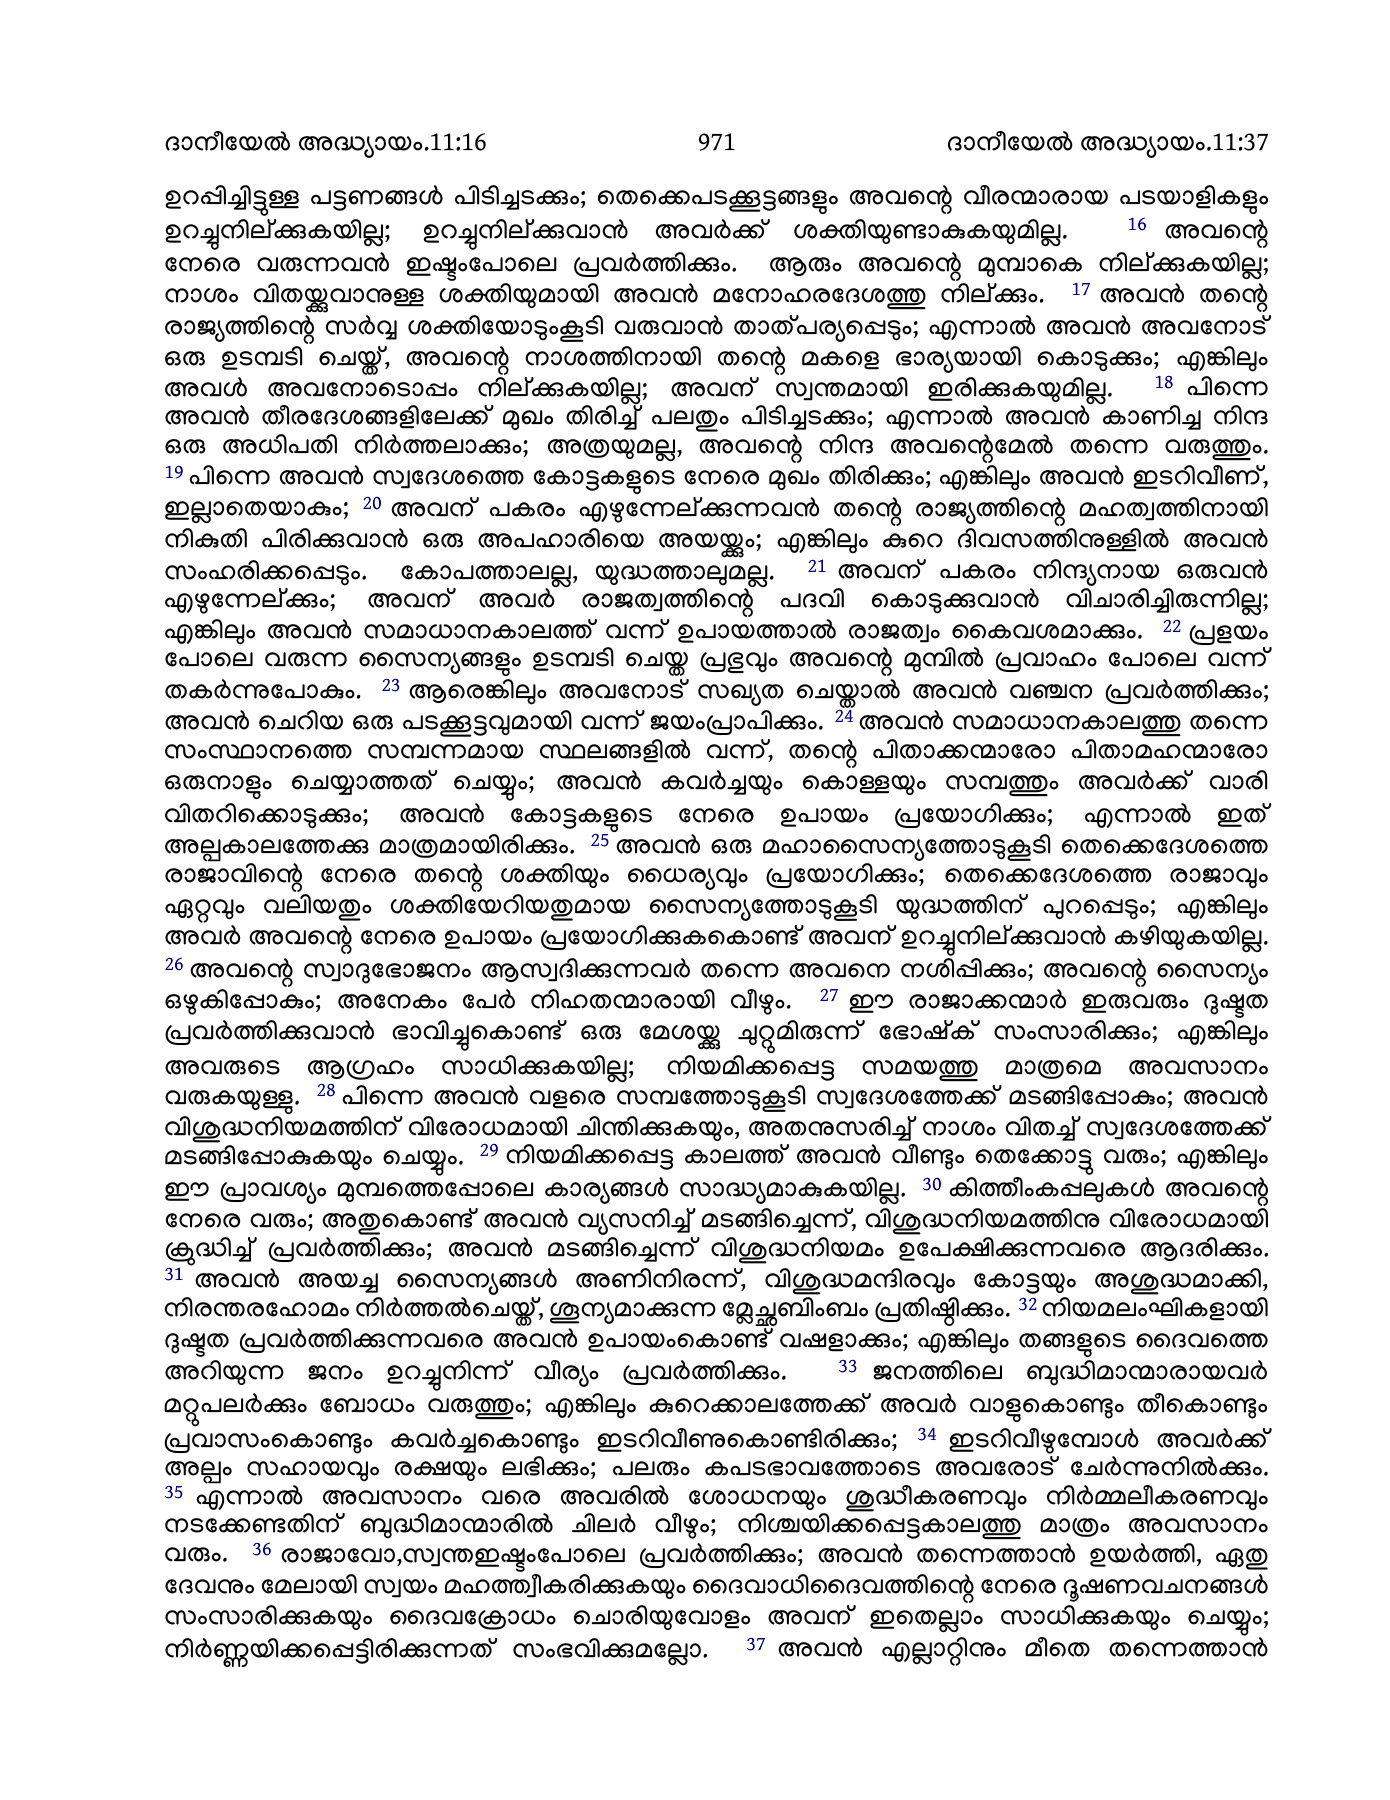 ദാനീയേൽ അദ്ധ്യായം.11:16 971 ദാനീയേൽ അദ്ധ്യായം.11:37
ഉറപ്പിച്ചിട്ടുള്ള പട്ടണങ്ങൾ പിടിച്ചടക്കും; തെക്കെപടക്കൂട്ടങ്ങളും അവന്റെ വീരന്മാരായ പടയാളികളും
ഉറച്ചുനില്ക്കുകയില്ല; ഉറച്ചുനില്ക്കുവാൻ അവർക്ക് ശക്തിയുണ്ടാകുകയുമില്ല. 16 അവന്റെ
നേരെ വരുന്നവൻ ഇഷ്ടംപോലെ പ്രവർത്തിക്കും. ആരും അവന്റെ മുമ്പാകെ നില്ക്കുകയില്ല;
നാശം വിതയ്ക്കുവാനുള്ള ശക്തിയുമായി അവൻ മനോഹരദേശത്തു നില്ക്കും. 17 അവൻ തന്റെ
രാജ്യത്തിന്റെ സർവ്വ ശക്തിയോടുംകൂടി വരുവാൻ താത്പര്യപ്പെടും; എന്നാൽ അവൻ അവനോട്
ഒരു ഉടമ്പടി ചെയ്ത്, അവന്റെ നാശത്തിനായി തന്റെ മകളെ ഭാര്യയായി കൊടുക്കും; എങ്കിലും
അവൾ അവനോടൊപ്പം നില്ക്കുകയില്ല; അവന് സ്വന്തമായി ഇരിക്കുകയുമില്ല. 18 പിന്നെ
അവൻ തീരദേശങ്ങളിലേക്ക് മുഖം തിരിച്ച് പലതും പിടിച്ചടക്കും; എന്നാൽ അവൻ കാണിച്ച നിന്ദ
ഒരു അധിപതി നിർത്തലാക്കും; അത്രയുമല്ല, അവന്റെ നിന്ദ അവന്റെമേൽ തന്നെ വരുത്തും.
19 പിന്നെ അവൻ സ്വദേശത്തെ കോട്ടകളുടെ നേരെ മുഖം തിരിക്കും; എങ്കിലും അവൻ ഇടറിവീണ്,
ഇല്ലാതെയാകും; 20 അവന് പകരം എഴുന്നേല്ക്കുന്നവൻ തന്റെ രാജ്യത്തിന്റെ മഹത്വത്തിനായി
നികുതി പിരിക്കുവാൻ ഒരു അപഹാരിയെ അയയ്ക്കും; എങ്കിലും കുറെ ദിവസത്തിനുള്ളിൽ അവൻ
സംഹരിക്കപ്പെടും. കോപത്താലല്ല, യുദ്ധത്താലുമല്ല. 21 അവന് പകരം നിന്ദ്യനായ ഒരുവൻ
എഴുന്നേല്ക്കും; അവന് അവർ രാജത്വത്തിന്റെ പദവി കൊടുക്കുവാൻ വിചാരിച്ചിരുന്നില്ല;
എങ്കിലും അവൻ സമാധാനകാലത്ത് വന്ന് ഉപായത്താൽ രാജത്വം കൈവശമാക്കും. 22 പ്രളയം
പോലെ വരുന്ന സൈന്യങ്ങളും ഉടമ്പടി ചെയ്ത പ്രഭുവും അവന്റെ മുമ്പിൽ പ്രവാഹം പോലെ വന്ന്
തകർന്നുപോകും. 23 ആരെങ്കിലും അവനോട് സഖ്യത ചെയ്താൽ അവൻ വഞ്ചന പ്രവർത്തിക്കും;
അവൻ ചെറിയ ഒരു പടക്കൂട്ടവുമായി വന്ന് ജയംപ്രാപിക്കും. 24 അവൻ സമാധാനകാലത്തു തന്നെ
സംസ്ഥാനത്തെ സമ്പന്നമായ സ്ഥലങ്ങളിൽ വന്ന്, തന്റെ പിതാക്കന്മാരോ പിതാമഹന്മാരോ
ഒരുനാളും ചെയ്യാത്തത് ചെയ്യും; അവൻ കവർച്ചയും കൊള്ളയും സമ്പത്തും അവർക്ക് വാരി
വിതറിക്കൊടുക്കും; അവൻ കോട്ടകളുടെ നേരെ ഉപായം പ്രയോഗിക്കും; എന്നാൽ ഇത്
അല്പകാലത്തേക്കു മാത്രമായിരിക്കും. 25 അവൻ ഒരു മഹാസൈന്യത്തോടുകൂടി തെക്കെദേശത്തെ
രാജാവിന്റെ നേരെ തന്റെ ശക്തിയും ധൈര്യവും പ്രയോഗിക്കും; തെക്കെദേശത്തെ രാജാവും
ഏറ്റവും വലിയതും ശക്തിയേറിയതുമായ സൈന്യത്തോടുകൂടി യുദ്ധത്തിന് പുറപ്പെടും; എങ്കിലും
അവർ അവന്റെ നേരെ ഉപായം പ്രയോഗിക്കുകകൊണ്ട് അവന് ഉറച്ചുനില്ക്കുവാൻ കഴിയുകയില്ല.
26 അവന്റെ സ്വാദുഭോജനം ആസ്വദിക്കുന്നവർ തന്നെ അവനെ നശിപ്പിക്കും; അവന്റെ സൈന്യം
ഒഴുകിപ്പോകും; അനേകം പേർ നിഹതന്മാരായി വീഴും. 27 ഈ രാജാക്കന്മാർ ഇരുവരും ദുഷ്ടത
പ്രവർത്തിക്കുവാൻ ഭാവിച്ചുകൊണ്ട് ഒരു മേശയ്ക്കു ചുറ്റുമിരുന്ന് ഭോഷ്ക് സംസാരിക്കും; എങ്കിലും
അവരുടെ ആഗ്രഹം സാധിക്കുകയില്ല; നിയമിക്കപ്പെട്ട സമയത്തു മാത്രമെ അവസാനം
വരുകയുള്ളു. 28 പിന്നെ അവൻ വളരെ സമ്പത്തോടുകൂടി സ്വദേശത്തേക്ക് മടങ്ങിപ്പോകും; അവൻ
വിശുദ്ധനിയമത്തിന് വിരോധമായി ചിന്തിക്കുകയും, അതനുസരിച്ച് നാശം വിതച്ച് സ്വദേശത്തേക്ക്
മടങ്ങിപ്പോകുകയും ചെയ്യും. 29 നിയമിക്കപ്പെട്ട കാലത്ത് അവൻ വീണ്ടും തെക്കോട്ടു വരും; എങ്കിലും
ഈ പ്രാവശ്യം മുമ്പത്തെപ്പോലെ കാര്യങ്ങൾ സാദ്ധ്യമാകുകയില്ല. 30 കിത്തീംകപ്പലുകൾ അവന്റെ
നേരെ വരും; അതുകൊണ്ട് അവൻ വ്യസനിച്ച് മടങ്ങിച്ചെന്ന്, വിശുദ്ധനിയമത്തിനു വിരോധമായി
ക്രുദ്ധിച്ച് പ്രവർത്തിക്കും; അവൻ മടങ്ങിച്ചെന്ന് വിശുദ്ധനിയമം ഉപേക്ഷിക്കുന്നവരെ ആദരിക്കും.
31 അവൻ അയച്ച സൈന്യങ്ങൾ അണിനിരന്ന്, വിശുദ്ധമന്ദിരവും കോട്ടയും അശുദ്ധമാക്കി,
നിരന്തരഹോമം നിർത്തൽചെയ്ത്, ശൂന്യമാക്കുന്ന മ്ലേച്ഛബിംബം പ്രതിഷ്ഠിക്കും. 32 നിയമലംഘികളായി
ദുഷ്ടത പ്രവർത്തിക്കുന്നവരെ അവൻ ഉപായംകൊണ്ട് വഷളാക്കും; എങ്കിലും തങ്ങളുടെ ദൈവത്തെ
അറിയുന്ന ജനം ഉറച്ചുനിന്ന് വീര്യം പ്രവർത്തിക്കും. 33 ജനത്തിലെ ബുദ്ധിമാന്മാരായവർ
മറ്റുപലർക്കും ബോധം വരുത്തും; എങ്കിലും കുറെക്കാലത്തേക്ക് അവർ വാളുകൊണ്ടും തീകൊണ്ടും
പ്രവാസംകൊണ്ടും കവർച്ചകൊണ്ടും ഇടറിവീണുകൊണ്ടിരിക്കും; 34 ഇടറിവീഴുമ്പോൾ അവർക്ക്
അല്പം സഹായവും രക്ഷയും ലഭിക്കും; പലരും കപടഭാവത്തോടെ അവരോട് ചേർന്നുനിൽക്കും.
35 എന്നാൽ അവസാനം വരെ അവരിൽ ശോധനയും ശുദ്ധീകരണവും നിർമ്മലീകരണവും
നടക്കേണ്ടതിന് ബുദ്ധിമാന്മാരിൽ ചിലർ വീഴും; നിശ്ചയിക്കപ്പെട്ടകാലത്തു മാത്രം അവസാനം
വരും. 36 രാജാവോ,സ്വന്തഇഷ്ടംപോലെ പ്രവർത്തിക്കും; അവൻ തന്നെത്താൻ ഉയർത്തി, ഏതു
ദേവനും മേലായി സ്വയം മഹത്ത്വീകരിക്കുകയും ദൈവാധിദൈവത്തിന്റെ നേരെ ദൂഷണവചനങ്ങൾ
സംസാരിക്കുകയും ദൈവക്രോധം ചൊരിയുവോളം അവന് ഇതെല്ലാം സാധിക്കുകയും ചെയ്യും;
നിർണ്ണയിക്കപ്പെട്ടിരിക്കുന്നത് സംഭവിക്കുമല്ലോ. 37 അവൻ എല്ലാറ്റിനും മീതെ തന്നെത്താൻ